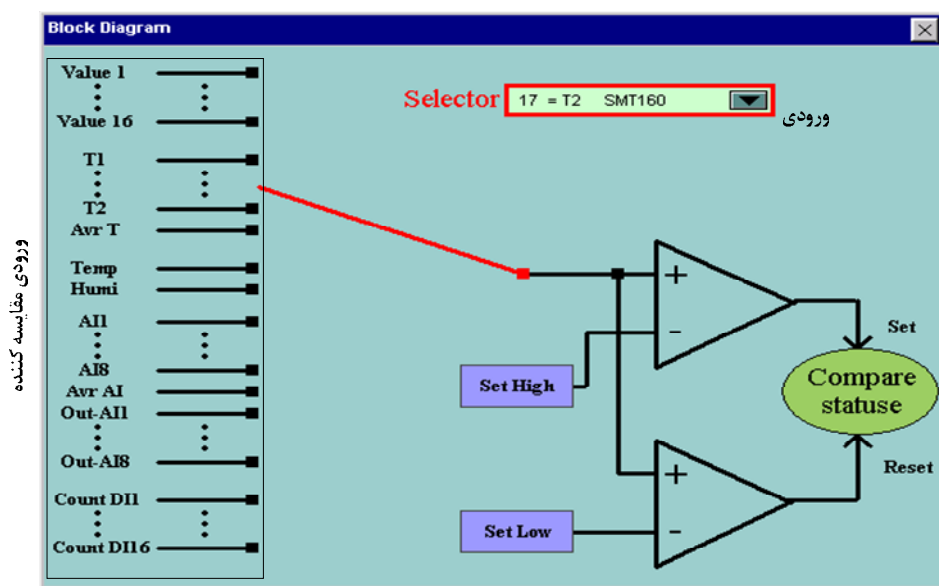 Block Diagram
ورودی مقایسه کننده
Value 1
Value 16
T1
T2
Avr T
Temp
Humi
AI1
AI8
Avr AI
Out-AI1
Out-AI8
Count DI1
Count DI16
Selector 17 = T2 SMT160
ورودی
+
-
Set High
Set
Compare
statuse
Reset
+
-
Set Low